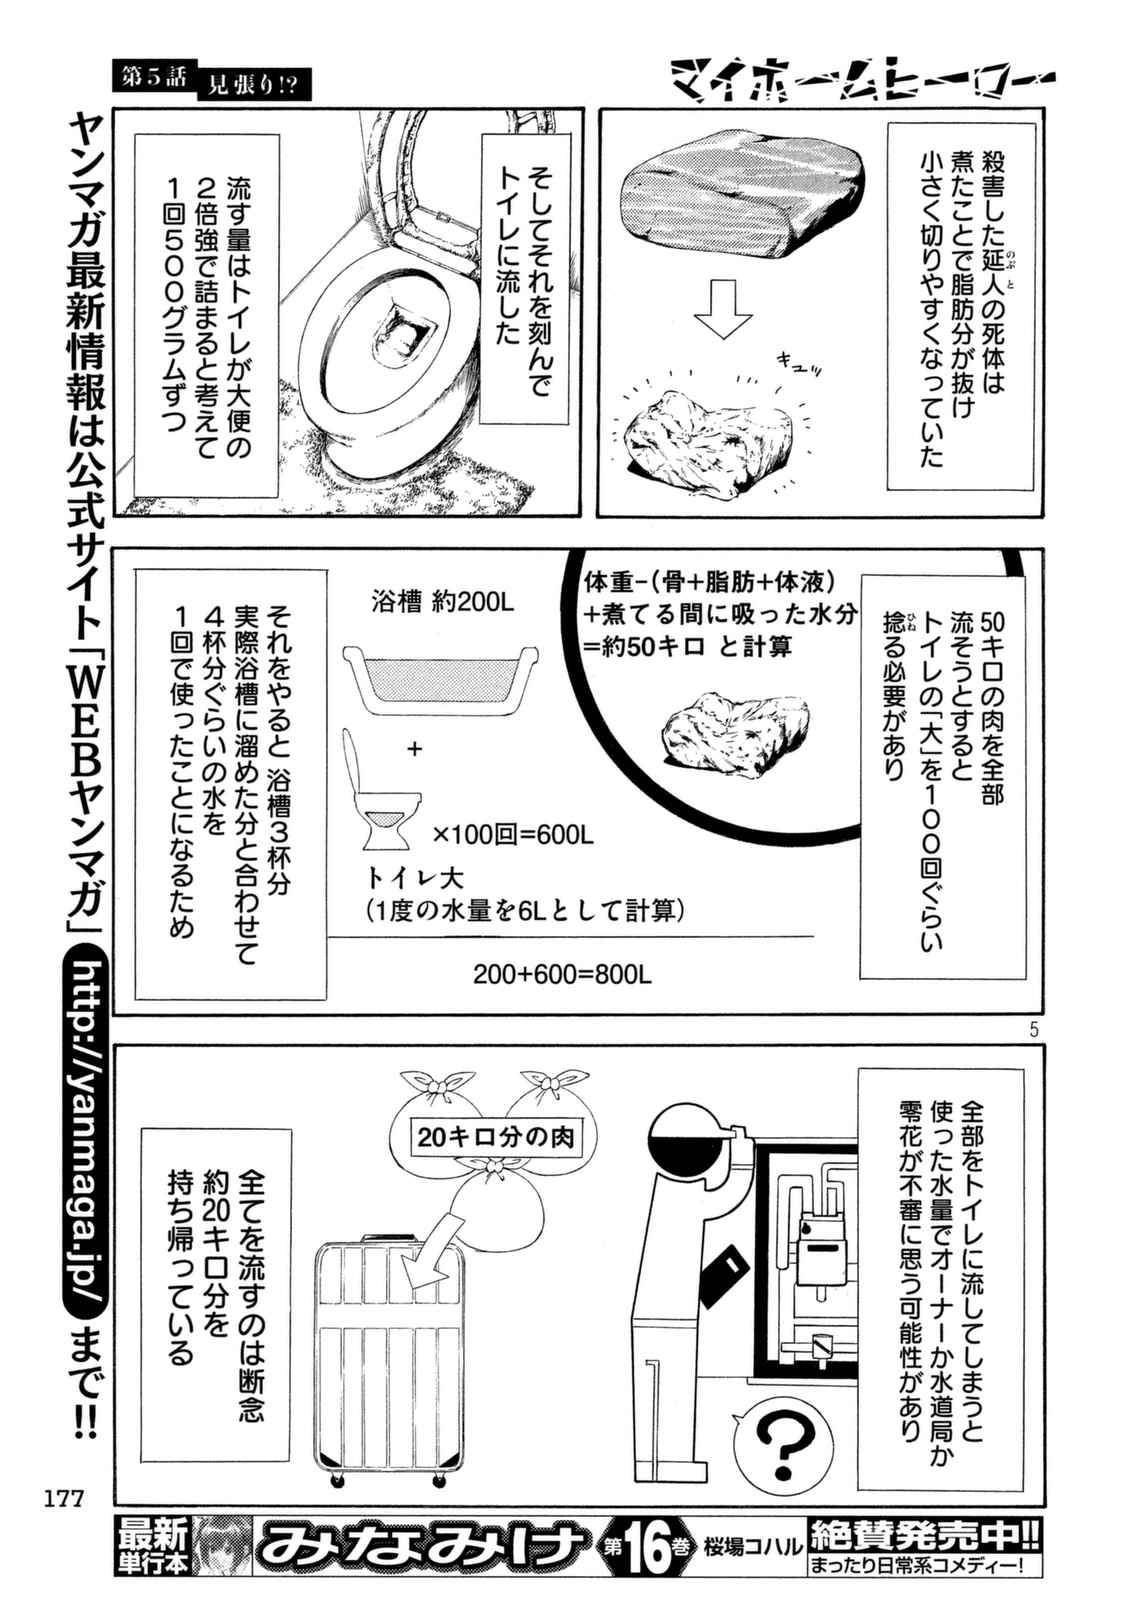 第5話
見張り!?
マイホームヒーロー
殺害した延人の死体は
のぶと
煮たことで脂肪分が抜け
小さく切りやすくなっていた
キュッ
そしてそれを刻んで
トイレに流した
流す量はトイレが大便の
2倍強で詰まると考えて
1回500グラムずつ
50キロの肉を全部
流そうとすると
トイレの「大」を100回ぐらい
捻る必要があり
ひね
体重-(骨+脂肪+体液)
+煮てる間に吸った水分
=約50キロ と計算
浴槽 約200L
+
×100回=600L
トイレ大
(1度の水量を6Lとして計算)
200+600=800L
それをやると 浴槽3杯分
実際浴槽に溜めた分と合わせて
4杯分ぐらいの水を
1回で使ったことになるため
5
全部をトイレに流してしまうと
使った水量でオーナーか水道局か
零花が不審に思う可能性があり
?
20キロ分の肉
全てを流すのは断念
約20キロ分を
持ち帰っている
ヤンマガ最新情報は公式サイト「WEBヤンマガ」http://yanmaga.jp/まで!!
177
最新
単行本
みなみけ
第16巻
桜場コハル
絶賛発売中!!
まったり日常系コメディー!